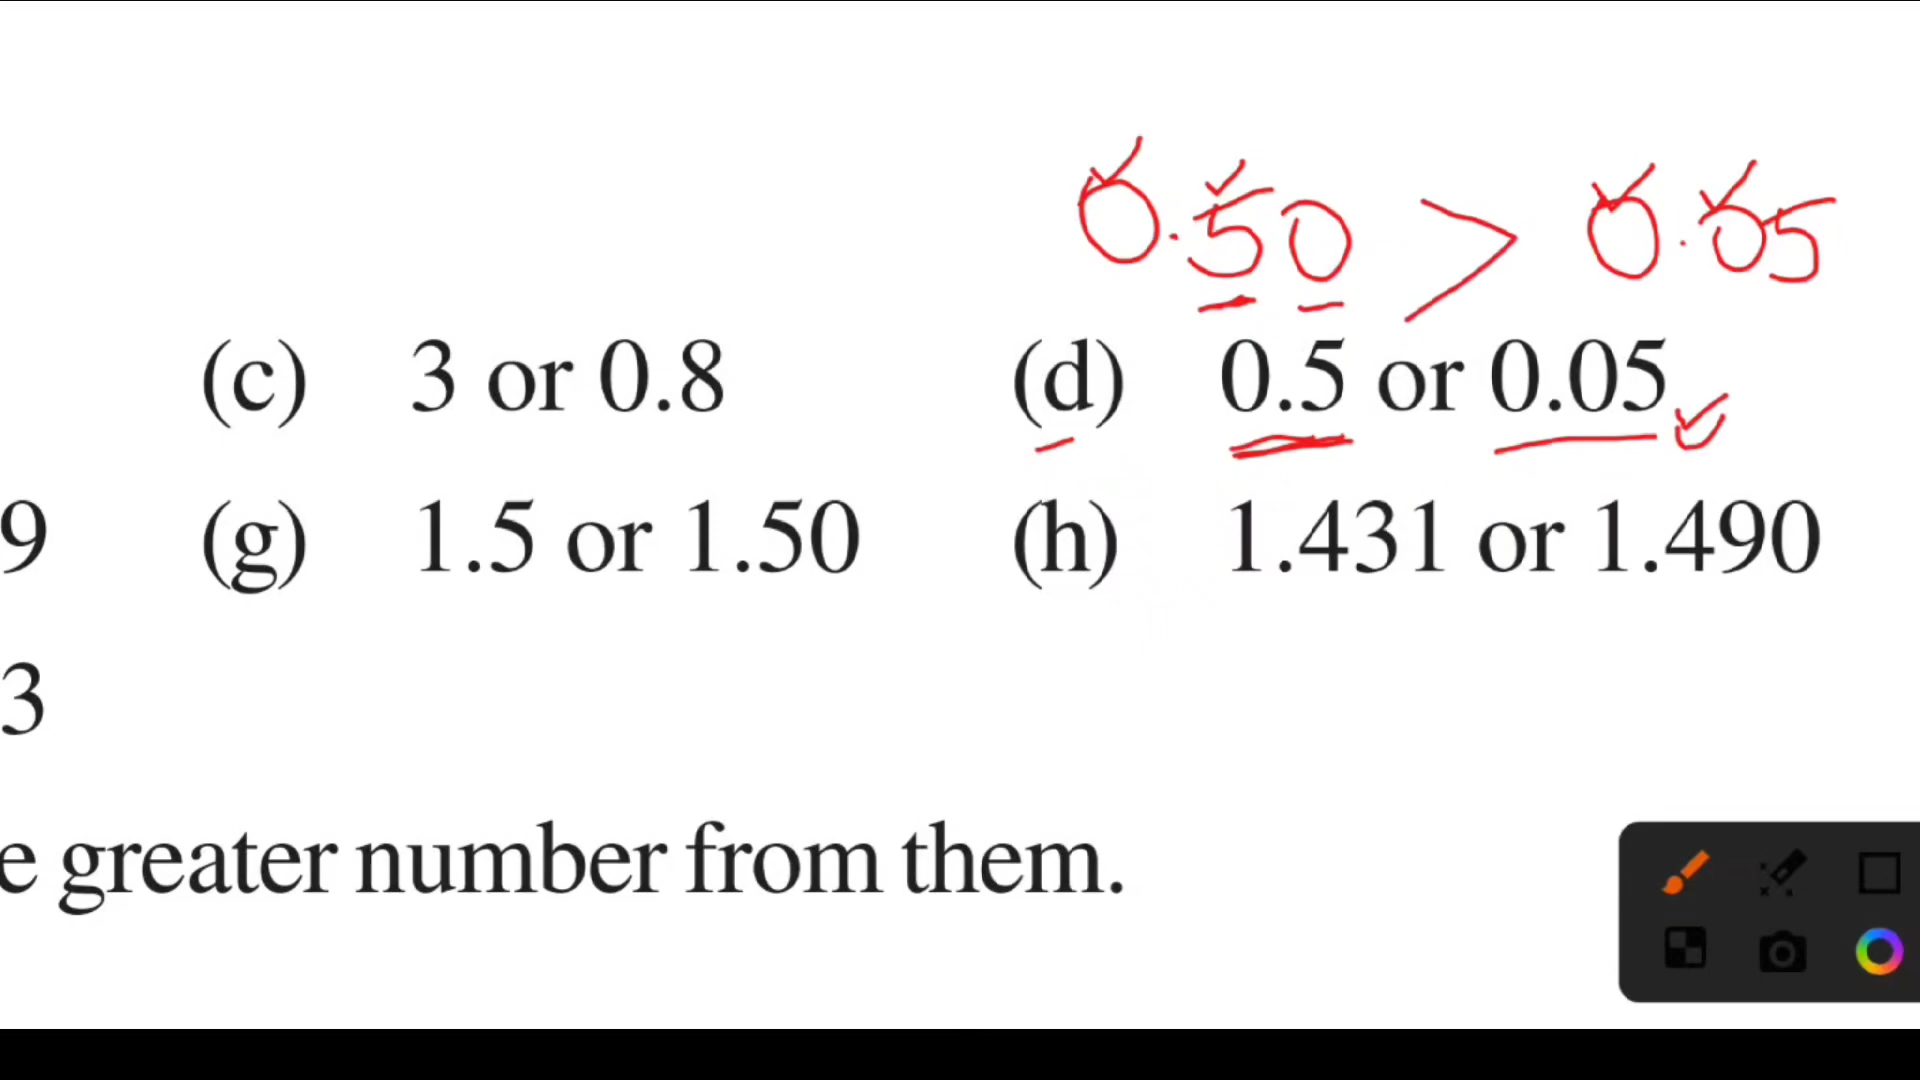 0.50 > 0.05
(c) 3 or 0.8 (d) 0.5 or 0.05
9 (g) 1.5 or 1.50 (h) 1.431 or 1.490
3
e greater number from them.